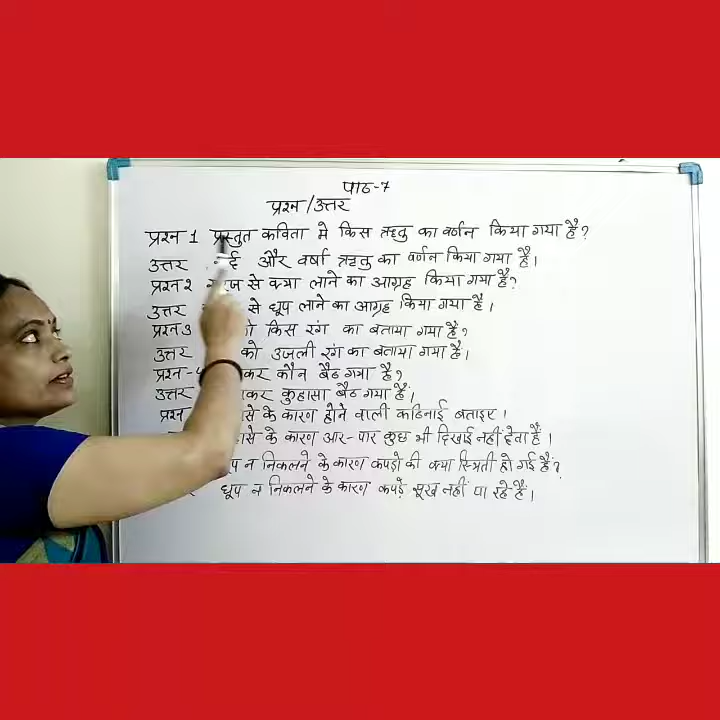 पाठ-7
प्रश्न/उत्तर
प्रश्न 1 प्रस्तुत कविता मे किस ऋतु का वर्णन किया गया है?
उत्तर और वर्षा ऋतु का वर्णन किया गया है।
प्रश्न 2 से क्या लाने का आग्रह किया गया है?
उत्तर से धूप लाने का आग्रह किया गया है।
प्रश्न 3 को किस रंग का बताया गया है?
उत्तर को उजली रंग का बताया गया है।
प्रश्न-4 कर कौन बैठ गया है?
उत्तर कर कुहासा बैठ गया है।
प्रश्न से के कारण होने वाली कठिनाई बताइए।
से के कारण आर-पार कुछ भी दिखाई नहीं देता है।
न निकलने के कारण कपड़ो की क्या स्थिती हो गई है?
धूप न निकलने के कारण कपड़े सूख नहीं पा रहे हैं।